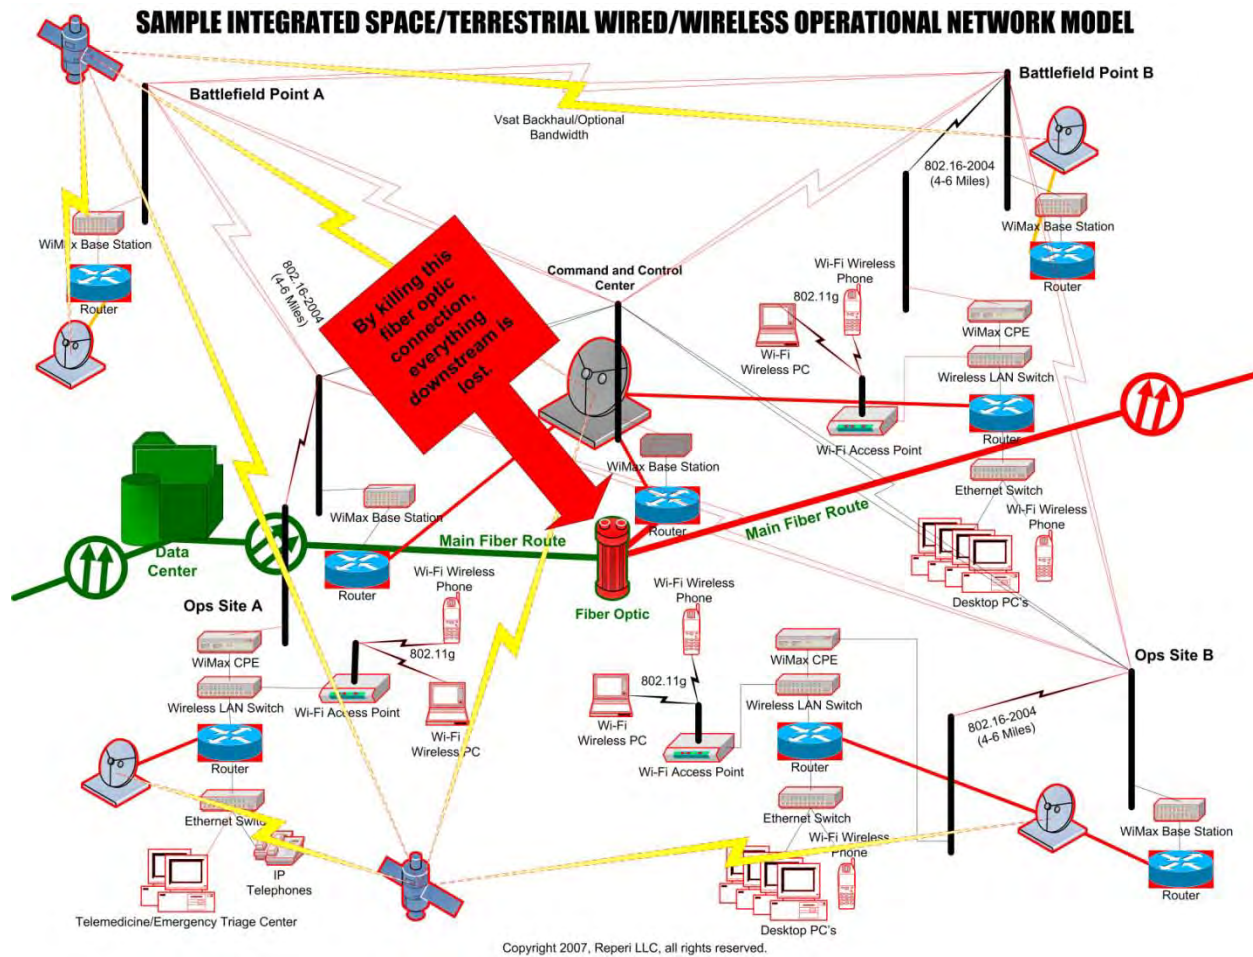 SAMPLE INTEGRATED SPACE/TERRESTRIAL WIRED/WIRELESS OPERATIONAL NETWORK MODEL
Battlefield Point A
Battlefield Point B
Vsat Backhaul/Optional
Bandwidth
802.16-2004
(4-6 Miles)
WiMax Base Station
Router
WiMax Base Station
Router
802.16-2004
(4-6 Miles)
By killing this
fiber optic
connection,
everything
downstream is
lost.
Command and Control
Center
Wi-Fi Wireless
Phone
802.11g
Wi-Fi
Wireless PC
WiMax CPE
Wireless LAN Switch
Wi-Fi Access Point
Router
WiMax Base Station
Router
Ethernet Switch
Wi-Fi Wireless
Phone
Desktop PC's
WiMax Base Station
Router
Data
Center
Main Fiber Route
Main Fiber Route
Fiber Optic
Ops Site A
WiMax CPE
Wireless LAN Switch
Router
Ethernet Switch
IP
Telephones
Telemedicine/Emergency Triage Center
Wi-Fi Wireless
Phone
802.11g
Wi-Fi Access Point
Wi-Fi
Wireless PC
Wi-Fi Wireless
Phone
802.11g
Wi-Fi
Wireless PC
Wi-Fi Access Point
WiMax CPE
Wireless LAN Switch
Router
Ethernet Switch
Wi-Fi Wireless
Phone
Desktop PC's
Ops Site B
802.16-2004
(4-6 Miles)
WiMax Base Station
Router
Copyright 2007, Reperi LLC, all rights reserved.